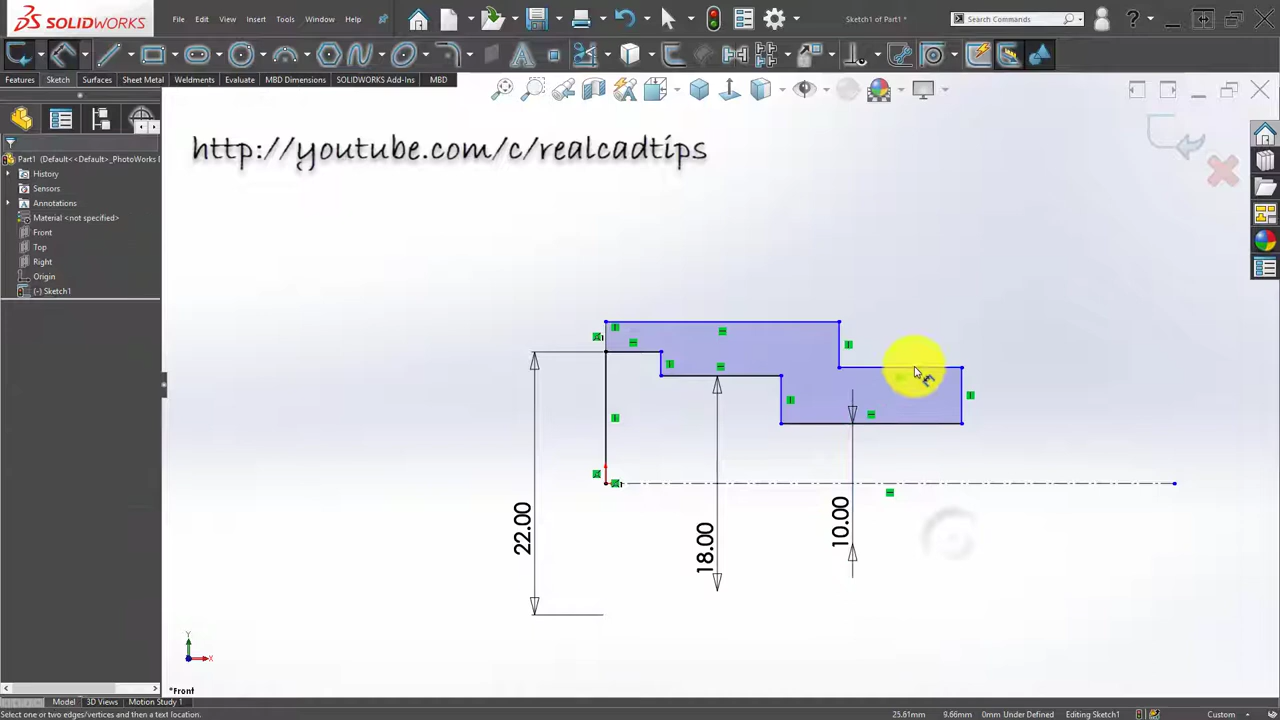 SOLIDWORKS
File Edit View Insert Tools Window Help
Sketch1 of Part1 *
Search Commands
Features Sketch Surfaces Sheet Metal Weldments Evaluate MBD Dimensions SOLIDWORKS Add-Ins MBD
http://youtube.com/c/realcadtips
Part1 (Default<<Default>_PhotoWorks
History
Sensors
Annotations
Material <not specified>
Front
Top
Right
Origin
(-) Sketch1
22.00
18.00
10.00
Y
X
*Front
Model 3D Views Motion Study 1
Select one or two edges/vertices and then a text location.
25.61mm 9.66mm 0mm Under Defined Editing Sketch1 Custom